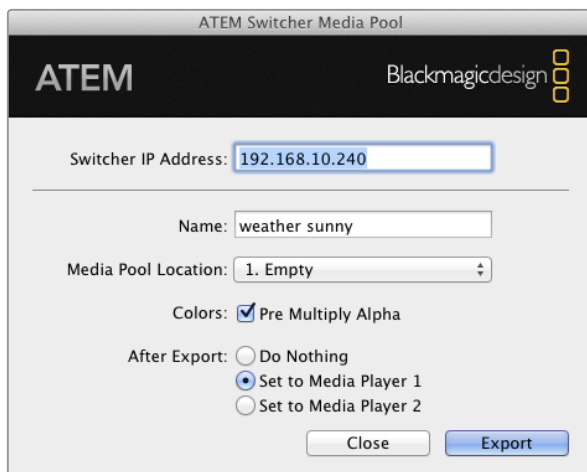 ATEM Switcher Media Pool
ATEM
Blackmagicdesign
Switcher IP Address: 192.168.10.240
Name: weather sunny
Media Pool Location: 1. Empty
Colors: Pre Multiply Alpha
After Export: Do Nothing
Set to Media Player 1
Set to Media Player 2
Close Export